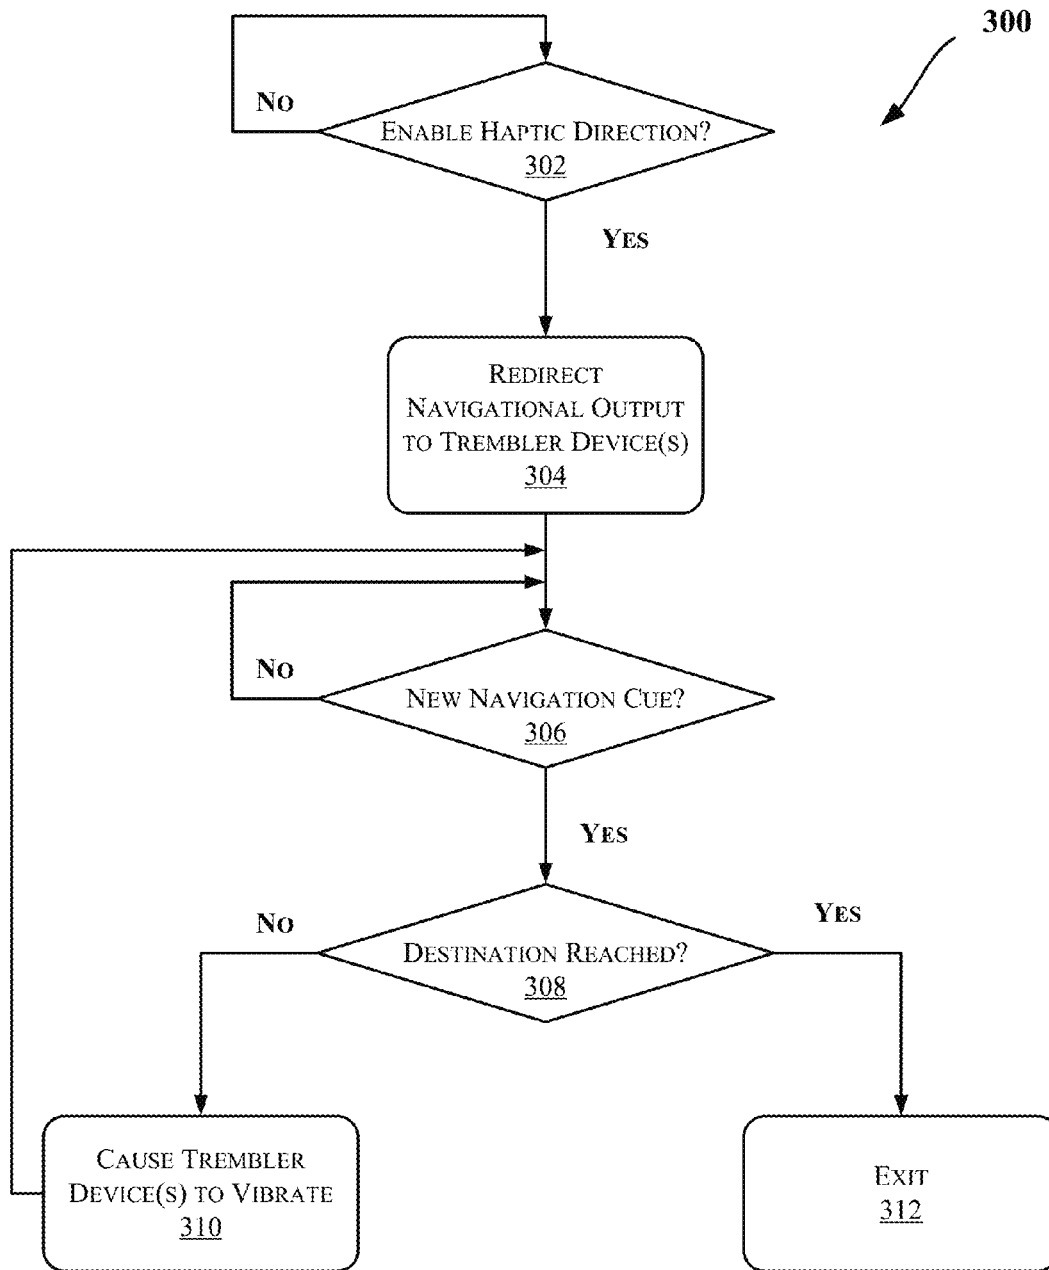 300
NO
ENABLE HAPTIC DIRECTION?
302
YES
REDIRECT
NAVIGATIONAL OUTPUT
TO TREMBLER DEVICE(S)
304
NO
NEW NAVIGATION CUE?
306
YES
NO
YES
DESTINATION REACHED?
308
CAUSE TREMBLER
DEVICE(S) TO VIBRATE
310
EXIT
312